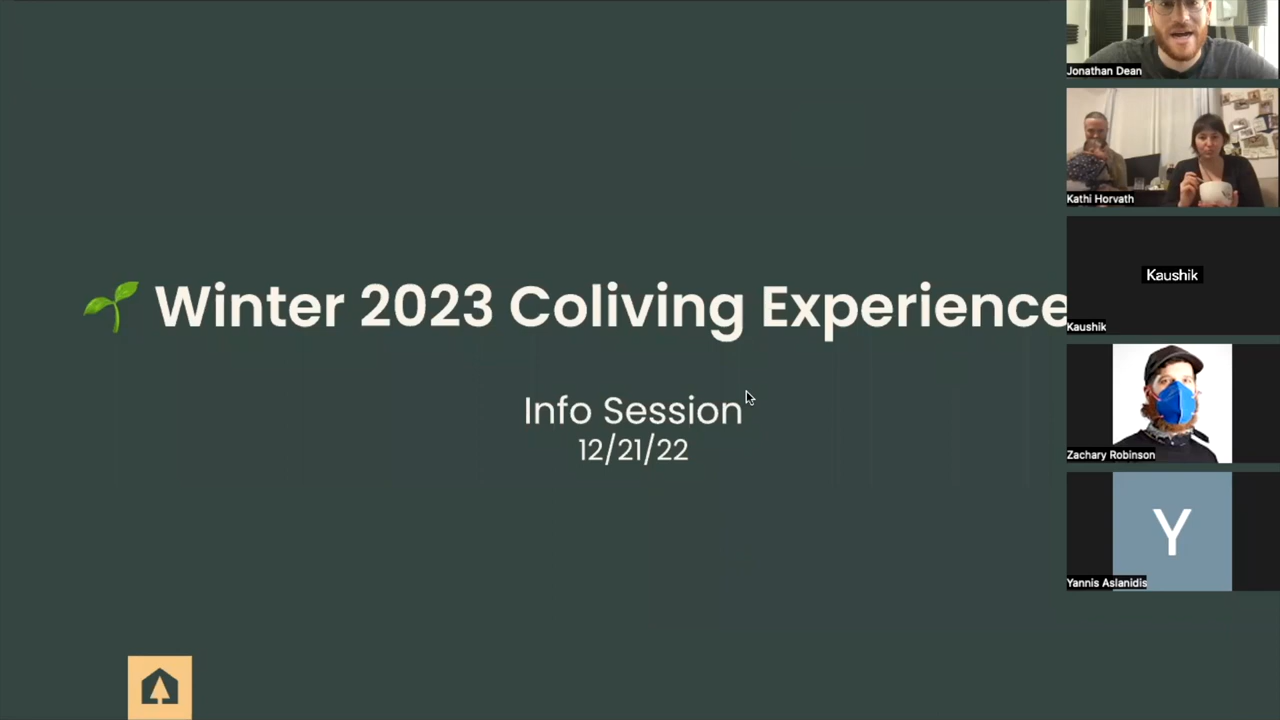 🌱 Winter 2023 Coliving Experience
Info Session
12/21/22
Jonathan Dean
Kathi Horvath
Kaushik
Kaushik
Zachary Robinson
Y
Yannis Aslanidis